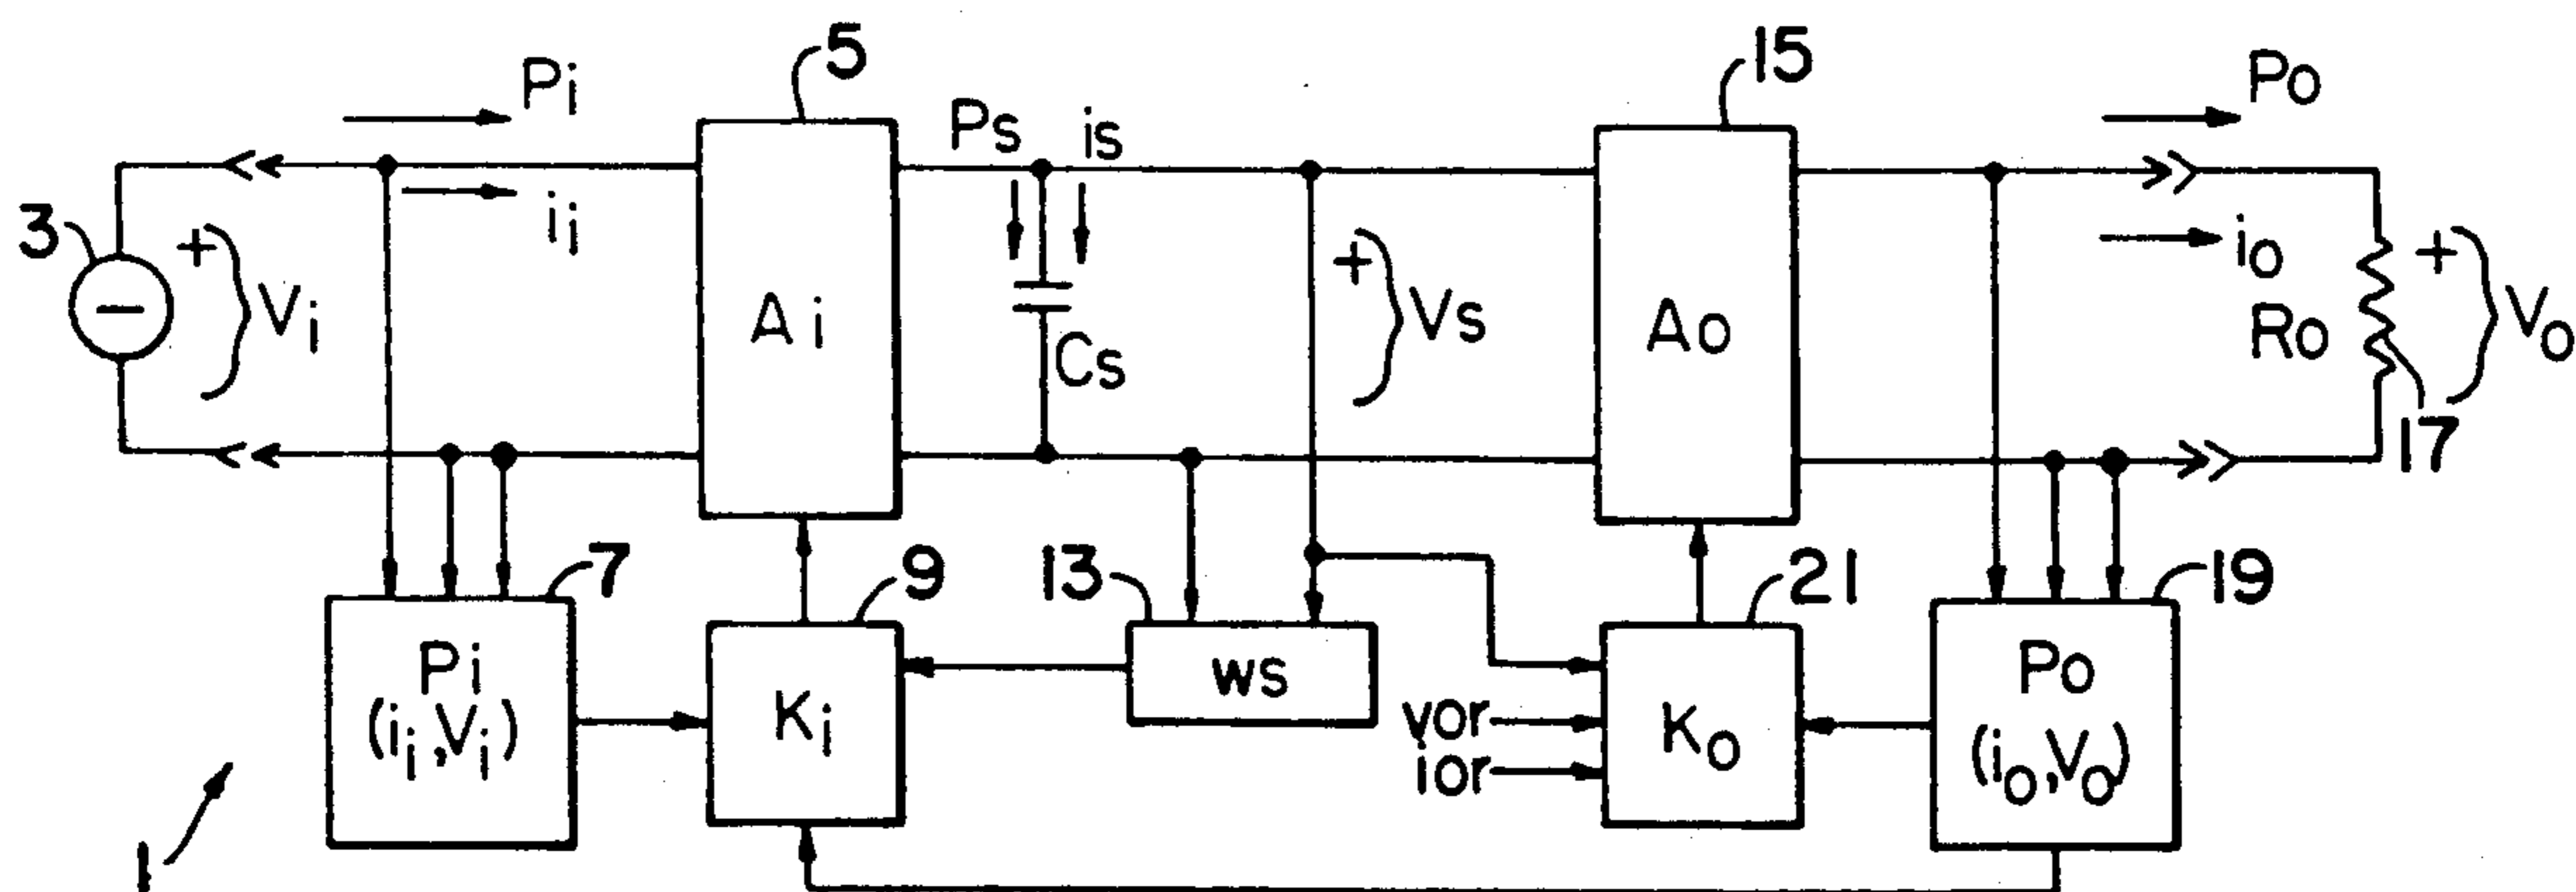 5
15
Pi
Po
Ps
is
ii
io
3
+
Vi
Ai
+
Vs
Ao
Ro
+
Vo
Cs
17
7
9
13
21
19
Pi
(ii,Vi)
Ki
ws
vor
ior
Ko
Po
(io,Vo)
1